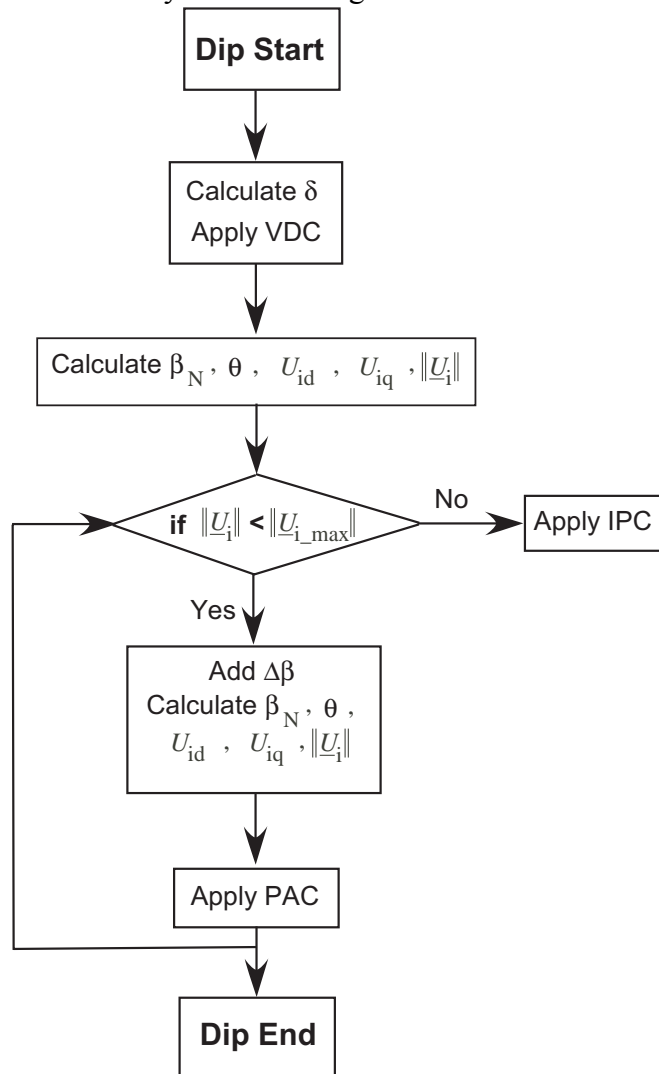 Dip Start
Calculate δ
Apply VDC
Calculate β_N , θ , U_id , U_iq , ‖U_i‖
if ‖U_i‖ < ‖U_i_max‖
No
Apply IPC
Yes
Add Δβ
Calculate β_N , θ ,
U_id , U_iq , ‖U_i‖
Apply PAC
Dip End